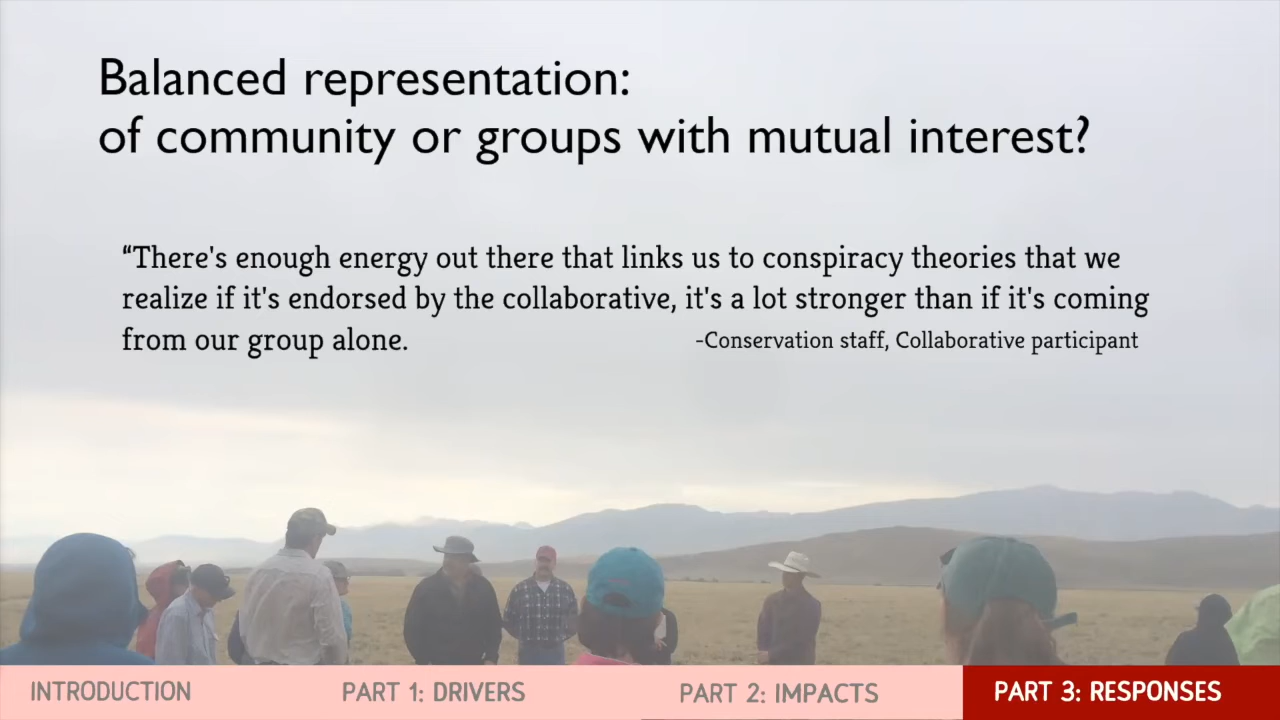 Balanced representation:
of community or groups with mutual interest?
“There's enough energy out there that links us to conspiracy theories that we
realize if it's endorsed by the collaborative, it's a lot stronger than if it's coming
from our group alone.
-Conservation staff, Collaborative participant
INTRODUCTION
PART 1: DRIVERS
PART 2: IMPACTS
PART 3: RESPONSES